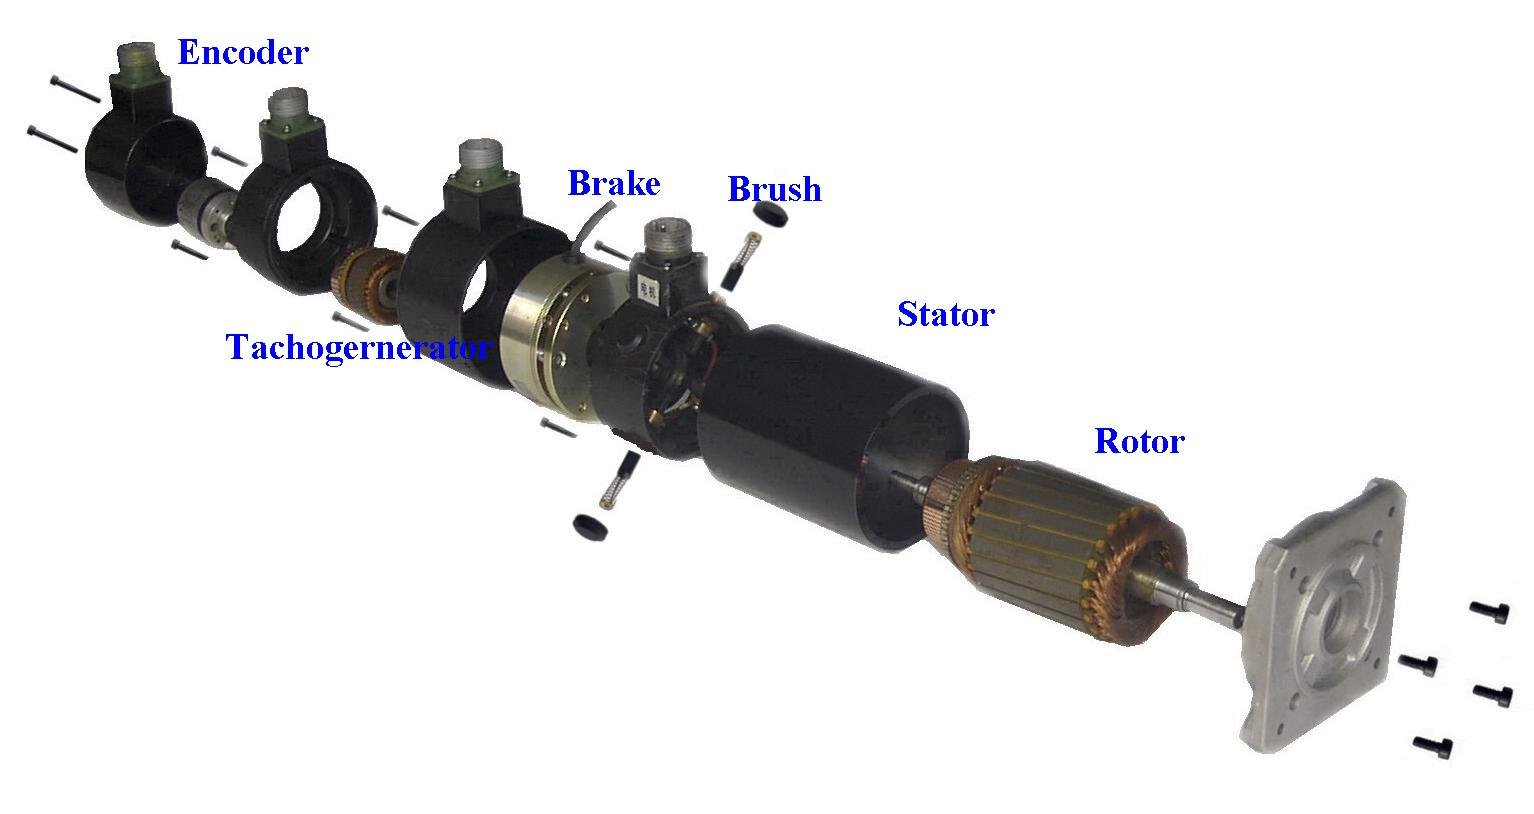 Encoder
Brake
Brush
Stator
Tachogernerator
Rotor